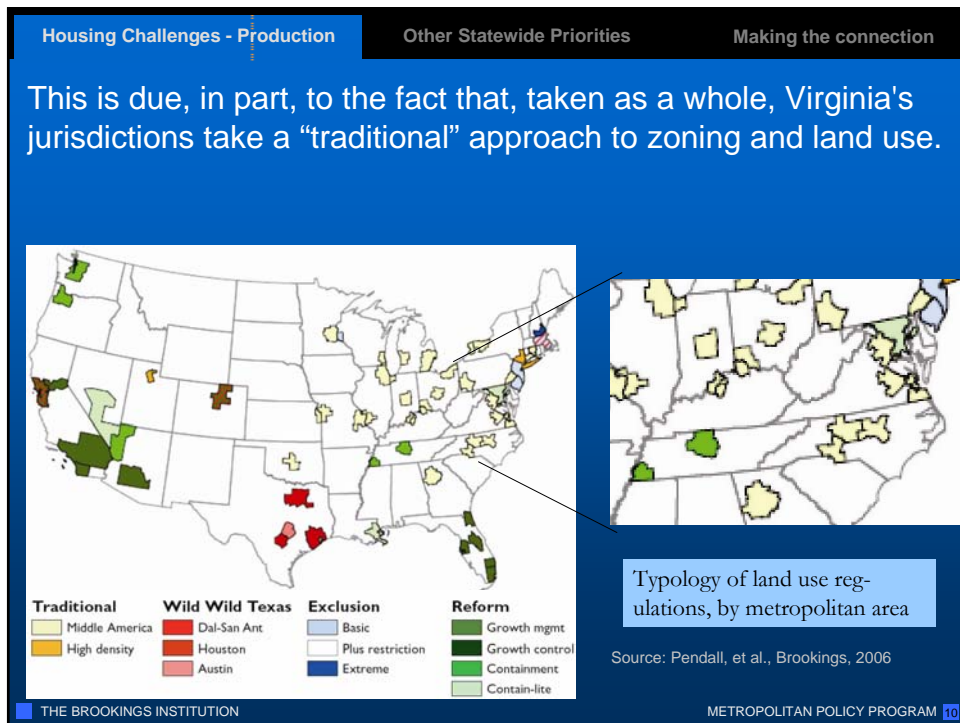 Housing Challenges - Production
Other Statewide Priorities
Making the connection
This is due, in part, to the fact that, taken as a whole, Virginia's
jurisdictions take a “traditional” approach to zoning and land use.
Traditional
Middle America
High density
Wild Wild Texas
Dal-San Ant
Houston
Austin
Exclusion
Basic
Plus restriction
Extreme
Reform
Growth mgmt
Growth control
Containment
Contain-lite
Typology of land use reg-
ulations, by metropolitan area
Source: Pendall, et al., Brookings, 2006
THE BROOKINGS INSTITUTION
METROPOLITAN POLICY PROGRAM 10